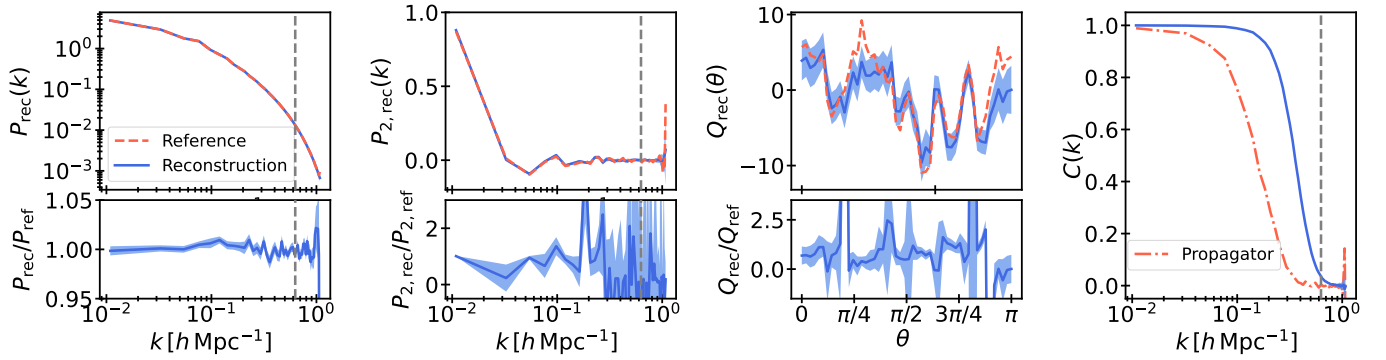 P_rec(k)
10^0
10^−1
10^−2
10^−3
Reference
Reconstruction
P_rec/P_ref
1.05
1.00
0.95
10^−2 10^−1 10^0
k [h Mpc^−1]
P_2, rec(k)
1.0
0.5
0.0
P_2, rec/P_2, ref
2
0
10^−2 10^−1 10^0
k [h Mpc^−1]
Q_rec(θ)
10
0
−10
Q_rec/Q_ref
2.5
0.0
0 π/4 π/2 3π/4 π
θ
C(k)
1.0
0.8
0.6
0.4
0.2
0.0
Propagator
10^−2 10^−1 10^0
k [h Mpc^−1]